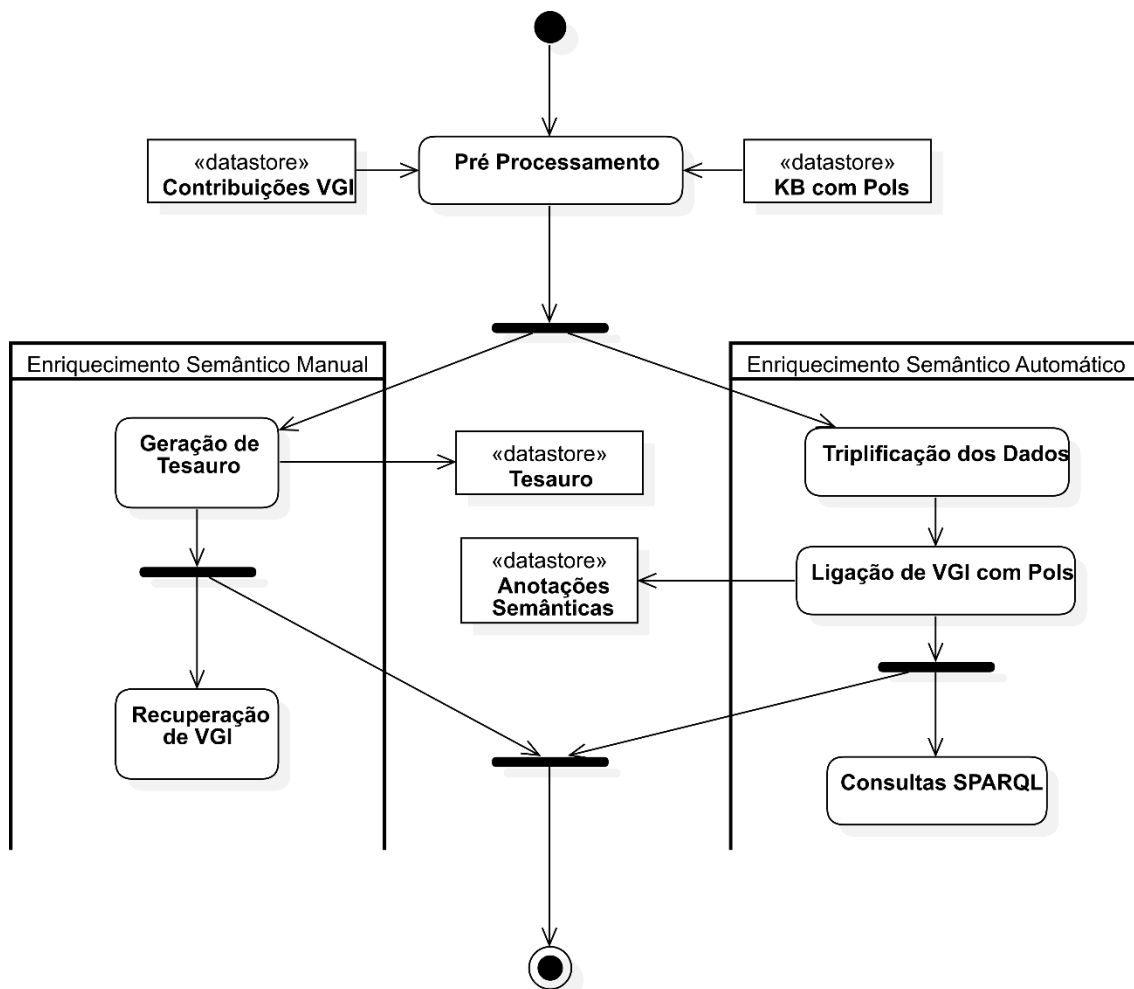 «datastore»
Contribuições VGI
Pré Processamento
«datastore»
KB com PoIs
Enriquecimento Semântico Manual
Enriquecimento Semântico Automático
Geração de
Tesauro
«datastore»
Tesauro
Triplificação dos Dados
«datastore»
Anotações
Semânticas
Ligação de VGI com PoIs
Recuperação
de VGI
Consultas SPARQL